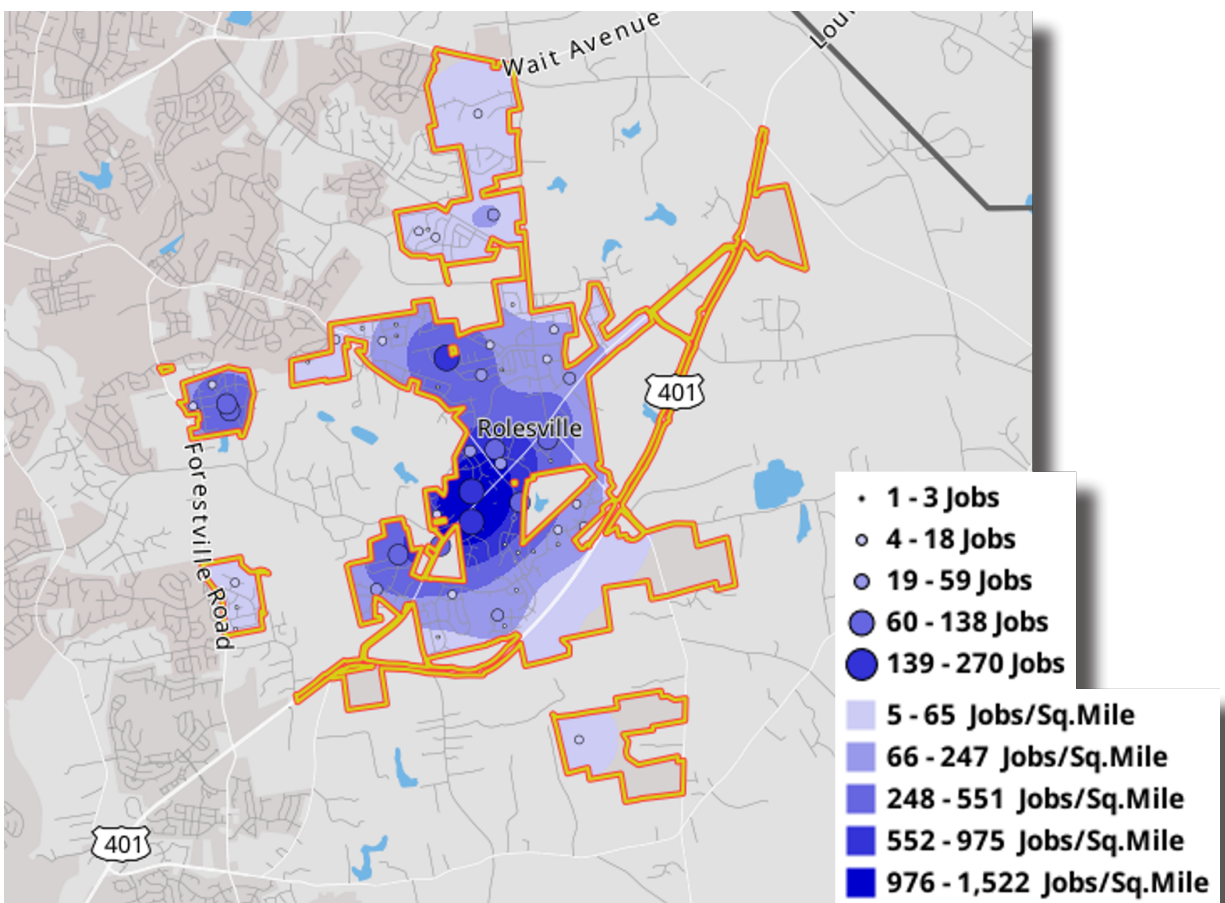 Wait Avenue
Lou
401
Rolesville
Forestville Road
401
1 - 3 Jobs
4 - 18 Jobs
19 - 59 Jobs
60 - 138 Jobs
139 - 270 Jobs
5 - 65 Jobs/Sq.Mile
66 - 247 Jobs/Sq.Mile
248 - 551 Jobs/Sq.Mile
552 - 975 Jobs/Sq.Mile
976 - 1,522 Jobs/Sq.Mile